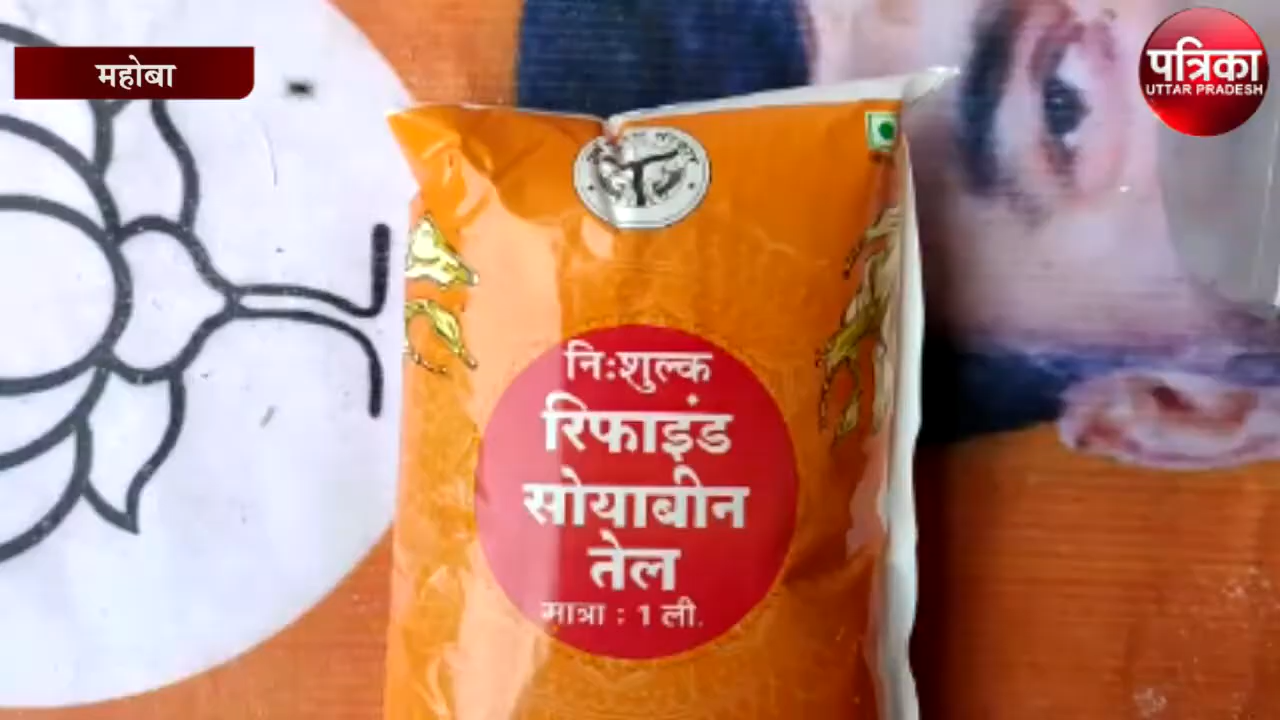 महोबा
पत्रिका
UTTAR PRADESH
निःशुल्क
रिफाइंड
सोयाबीन
तेल
मात्रा : 1 ली.